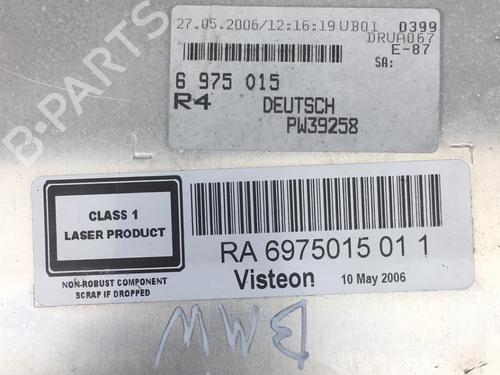 27.05.2006/12:16:19 UB01 0399
DRUA067
E-87
SA:
6 975 015
R4 DEUTSCH
PW39258
CLASS 1
LASER PRODUCT
NON-ROBUST COMPONENT
SCRAP IF DROPPED
RA 6975015 01 1
Visteon 10 May 2006
BMW
B-PARTS